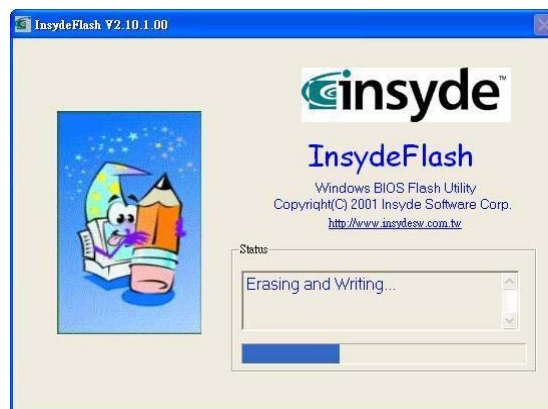 InsydeFlash V2.10.1.00
insyde™
InsydeFlash
Windows BIOS Flash Utility
Copyright(C) 2001 Insyde Software Corp.
http://www.insydesw.com.tw
Status
Erasing and Writing...